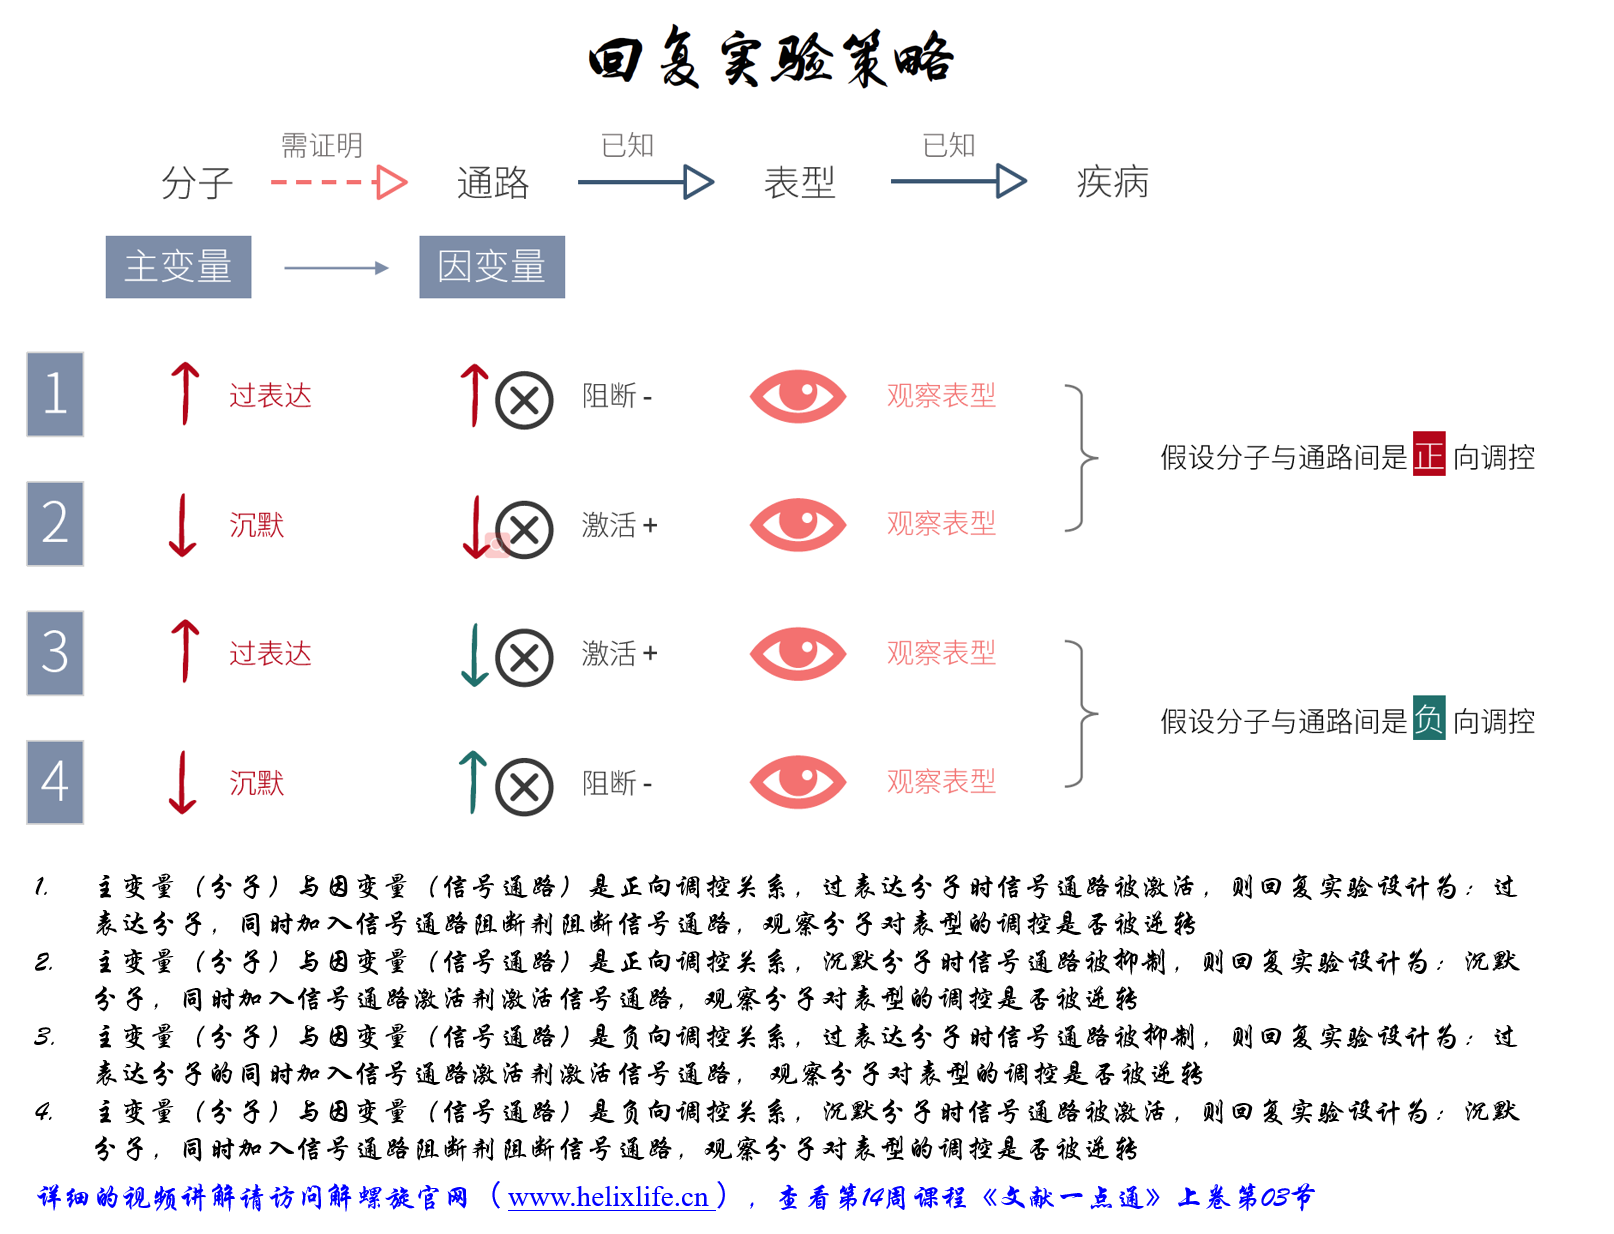 回复实验策略
需证明 已知 已知
分子 通路 表型 疾病
主变量 因变量
1 过表达 阻断 - 观察表型
假设分子与通路间是 正 向调控
2 沉默 激活 + 观察表型
3 过表达 激活 + 观察表型
假设分子与通路间是 负 向调控
4 沉默 阻断 - 观察表型
1. 主变量（分子）与因变量（信号通路）是正向调控关系，过表达分子时信号通路被激活，则回复实验设计为：过
表达分子，同时加入信号通路阻断剂阻断信号通路，观察分子对表型的调控是否被逆转
2. 主变量（分子）与因变量（信号通路）是正向调控关系，沉默分子时信号通路被抑制，则回复实验设计为：沉默
分子，同时加入信号通路激活剂激活信号通路，观察分子对表型的调控是否被逆转
3. 主变量（分子）与因变量（信号通路）是负向调控关系，过表达分子时信号通路被抑制，则回复实验设计为：过
表达分子的同时加入信号通路激活剂激活信号通路，观察分子对表型的调控是否被逆转
4. 主变量（分子）与因变量（信号通路）是负向调控关系，沉默分子时信号通路被激活，则回复实验设计为：沉默
分子，同时加入信号通路阻断剂阻断信号通路，观察分子对表型的调控是否被逆转
详细的视频讲解请访问解螺旋官网（www.helixlife.cn），查看第14周课程《文献一点通》上卷第03节